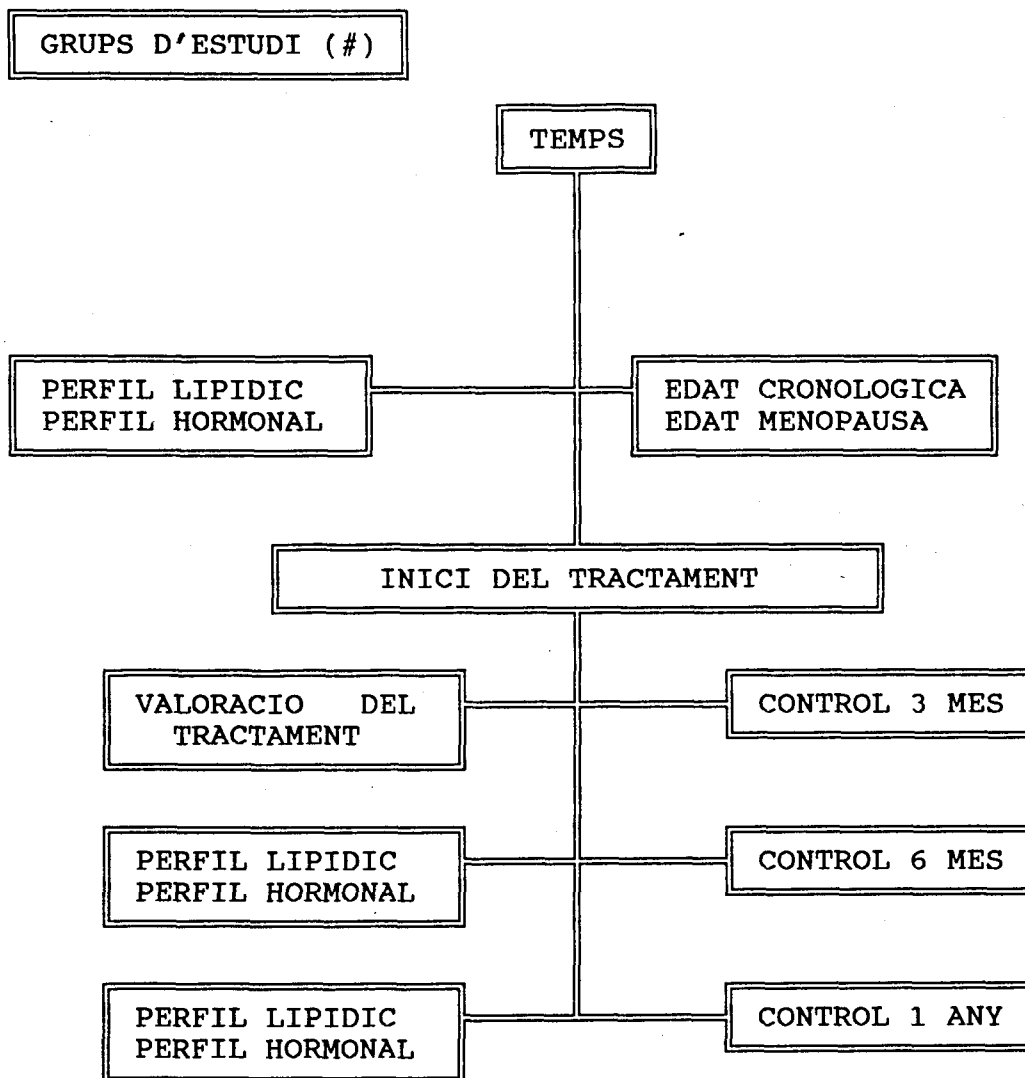 GRUPS D'ESTUDI (#)
TEMPS
PERFIL LIPIDIC
PERFIL HORMONAL
EDAT CRONOLOGICA
EDAT MENOPAUSA
INICI DEL TRACTAMENT
VALORACIO DEL
TRACTAMENT
CONTROL 3 MES
PERFIL LIPIDIC
PERFIL HORMONAL
CONTROL 6 MES
PERFIL LIPIDIC
PERFIL HORMONAL
CONTROL 1 ANY